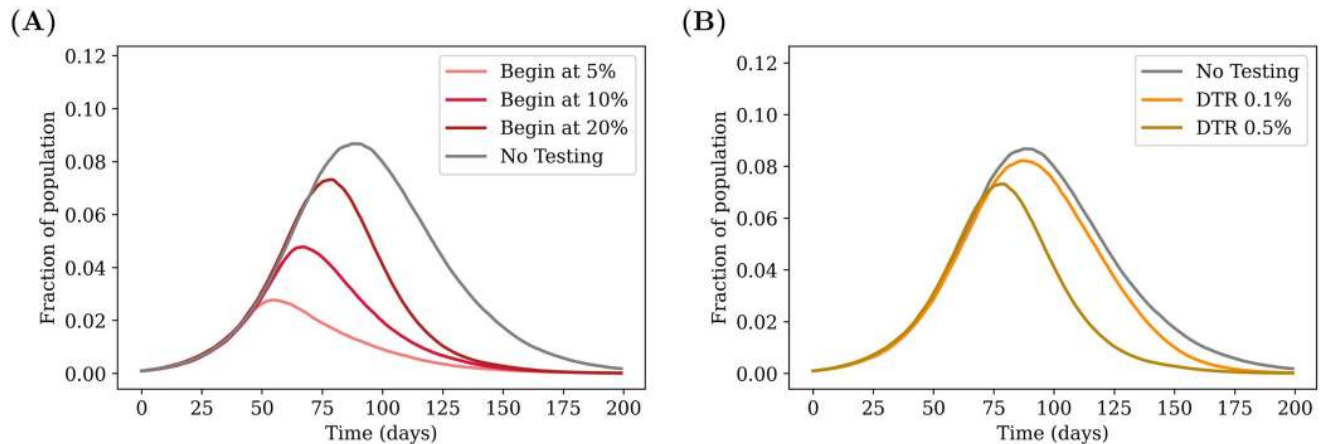 (A)
0.12
0.10
0.08
0.06
0.04
0.02
0.00
Fraction of population
Begin at 5%
Begin at 10%
Begin at 20%
No Testing
0 25 50 75 100 125 150 175 200
Time (days)
(B)
0.12
0.10
0.08
0.06
0.04
0.02
0.00
Fraction of population
No Testing
DTR 0.1%
DTR 0.5%
0 25 50 75 100 125 150 175 200
Time (days)